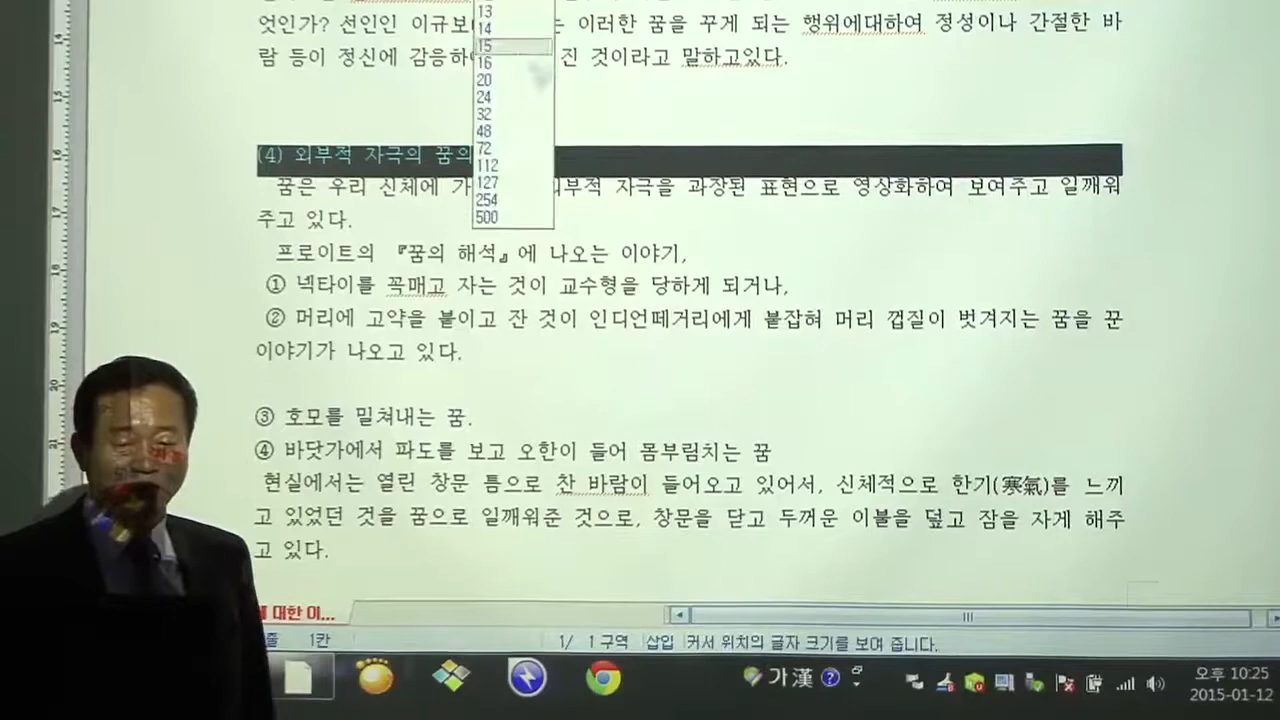 엇인가? 선인인 이규보 는 이러한 꿈을 꾸게 되는 행위에대하여 정성이나 간절한 바
람 등이 정신에 감응하 진 것이라고 말하고있다.
13
14
15
16
20
24
32
48
72
112
127
254
500
(4) 외부적 자극의 꿈의
꿈은 우리 신체에 가 외부적 자극을 과장된 표현으로 영상화하여 보여주고 일깨워
주고 있다.
프로이트의 『꿈의 해석』에 나오는 이야기,
① 넥타이를 꼭매고 자는 것이 교수형을 당하게 되거나,
② 머리에 고약을 붙이고 잔 것이 인디언떼거리에게 붙잡혀 머리 껍질이 벗겨지는 꿈을 꾼
이야기가 나오고 있다.
③ 호모를 밀쳐내는 꿈.
④ 바닷가에서 파도를 보고 오한이 들어 몸부림치는 꿈
현실에서는 열린 창문 틈으로 찬 바람이 들어오고 있어서, 신체적으로 한기(寒氣)를 느끼
고 있었던 것을 꿈으로 일깨워준 것으로, 창문을 닫고 두꺼운 이불을 덮고 잠을 자게 해주
고 있다.
대한 이...
1칸 1/ 1 구역 삽입 커서 위치의 글자 크기를 보여 줍니다.
가 漢
오후 10:25
2015-01-12
15
16
17
18
19
20
21